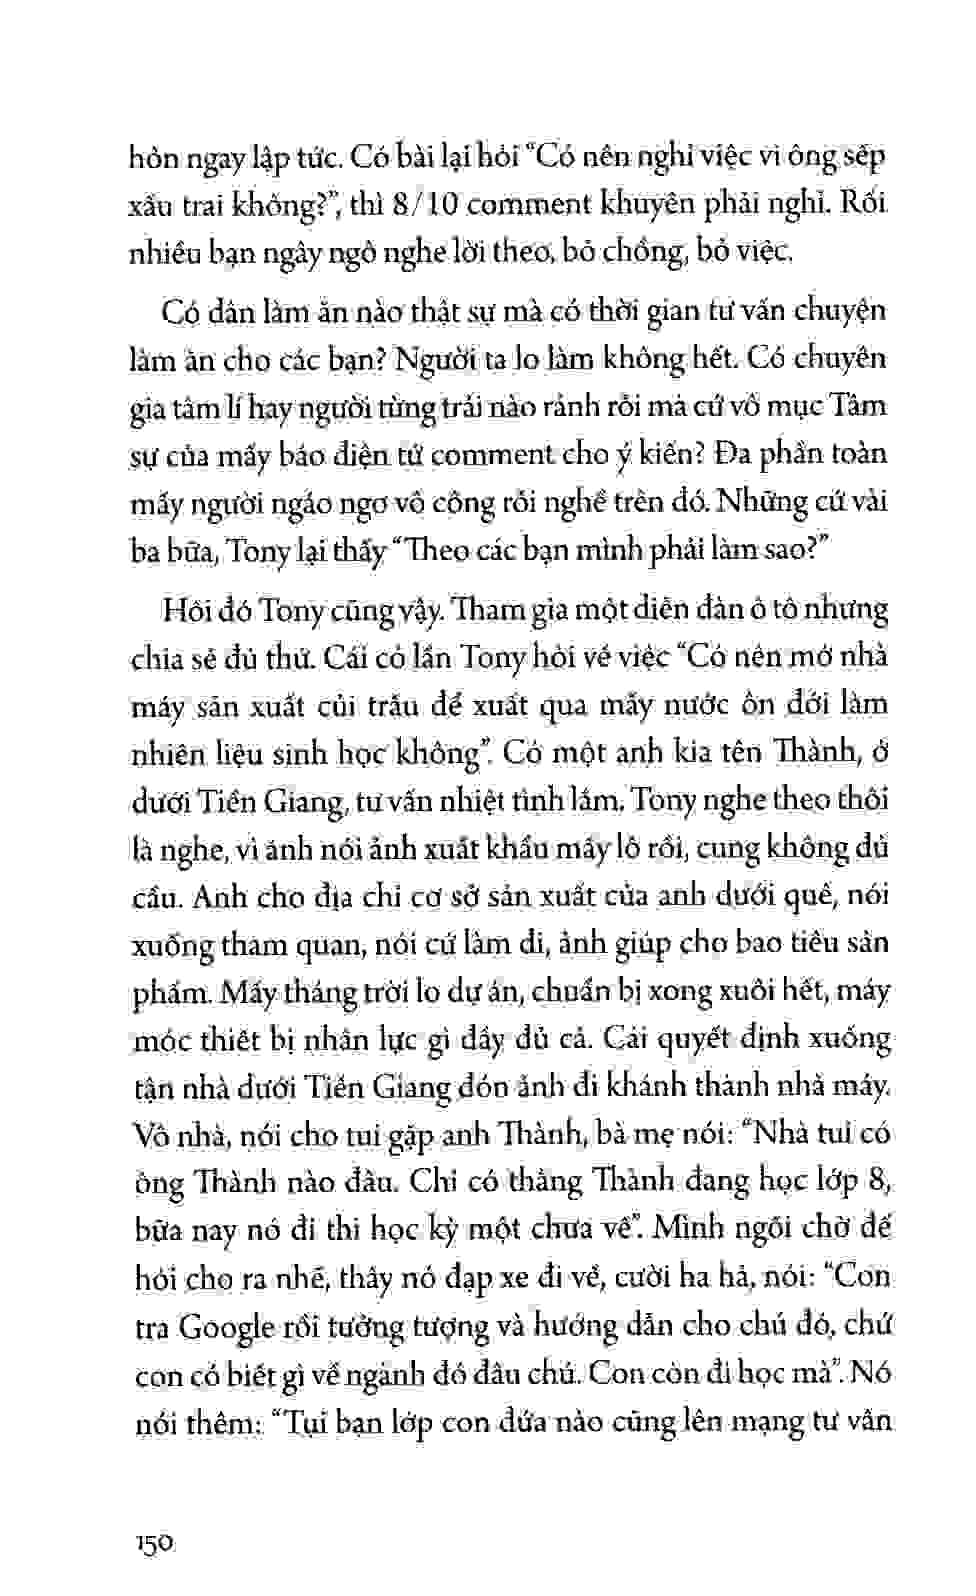 hôn ngay lập tức. Có bài lại hỏi “Có nên nghỉ việc vì ông sếp
xấu trai không?”, thì 8/10 comment khuyên phải nghỉ. Rồi
nhiều bạn ngây ngô nghe lời theo, bỏ chồng, bỏ việc.
Có dân làm ăn nào thật sự mà có thời gian tư vấn chuyện
làm ăn cho các bạn? Người ta lo làm không hết. Có chuyên
gia tâm lí hay người từng trải nào rảnh rỗi mà cứ vô mục Tâm
sự của mấy báo điện tử comment cho ý kiến? Đa phần toàn
mấy người ngáo ngơ vô công rồi nghề trên đó. Nhưng cứ vài
ba bữa, Tony lại thấy “Theo các bạn mình phải làm sao?”
Hồi đó Tony cũng vậy. Tham gia một diễn đàn ô tô nhưng
chia sẻ đủ thứ. Cái có lần Tony hỏi về việc “Có nên mở nhà
máy sản xuất củi trấu để xuất qua mấy nước ôn đới làm
nhiên liệu sinh học không”. Có một anh kia tên Thành, ở
dưới Tiền Giang, tư vấn nhiệt tình lắm. Tony nghe theo thôi
là nghe, vì ảnh nói ảnh xuất khẩu mấy lô rồi, cung không đủ
cầu. Anh cho địa chỉ cơ sở sản xuất của anh dưới quê, nói
xuống tham quan, nói cứ làm đi, ảnh giúp cho bao tiêu sản
phẩm. Mấy tháng trời lo dự án, chuẩn bị xong xuôi hết, máy
móc thiết bị nhân lực gì đầy đủ cả. Cái quyết định xuống
tận nhà dưới Tiền Giang đón ảnh đi khánh thành nhà máy.
Vô nhà, nói cho tui gặp anh Thành, bà mẹ nói: “Nhà tui có
ông Thành nào đâu. Chỉ có thằng Thành đang học lớp 8,
bữa nay nó đi thi học kỳ một chưa về”. Mình ngồi chờ để
hỏi cho ra nhẽ, thấy nó đạp xe đi về, cười ha hả, nói: “Con
tra Google rồi tưởng tượng và hướng dẫn cho chú đó, chứ
con có biết gì về ngành đó đâu chú. Con còn đi học mà”. Nó
nói thêm: “Tụi bạn lớp con đứa nào cũng lên mạng tư vấn
150